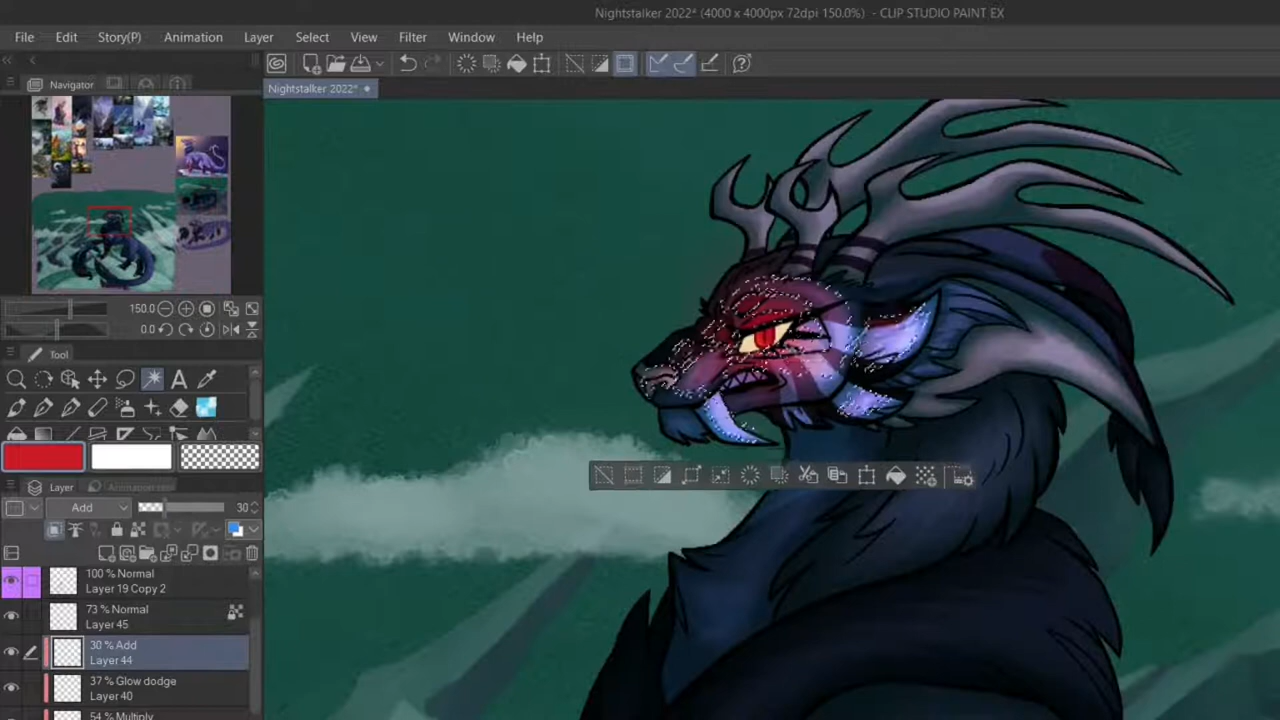 Nightstalker 2022* (4000 x 4000px 72dpi 150.0%) - CLIP STUDIO PAINT EX
File Edit Story(P) Animation Layer Select View Filter Window Help
Nightstalker 2022*
Navigator
150.0
0.0
Tool
Layer
Add 30
100 % Normal
Layer 19 Copy 2
73 % Normal
Layer 45
30 % Add
Layer 44
37 % Glow dodge
Layer 40
54 % Multiply